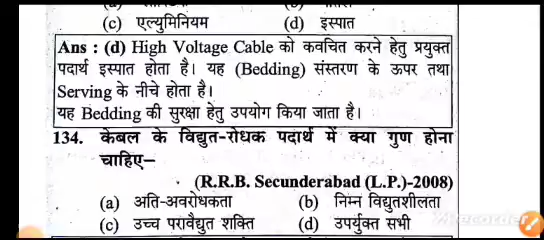 (c) एल्युमिनियम (d) इस्पात
Ans : (d) High Voltage Cable को कवचित करने हेतु प्रयुक्त
पदार्थ इस्पात होता है। यह (Bedding) संस्तरण के ऊपर तथा
Serving के नीचे होता है।
यह Bedding की सुरक्षा हेतु उपयोग किया जाता है।
134. केबल के विद्युत-रोधक पदार्थ में क्या गुण होना
चाहिए–
(R.R.B. Secunderabad (L.P.)-2008)
(a) अति-अवरोधकता (b) निम्न विद्युतशीलता
(c) उच्च परावैद्युत शक्ति (d) उपर्युक्त सभी